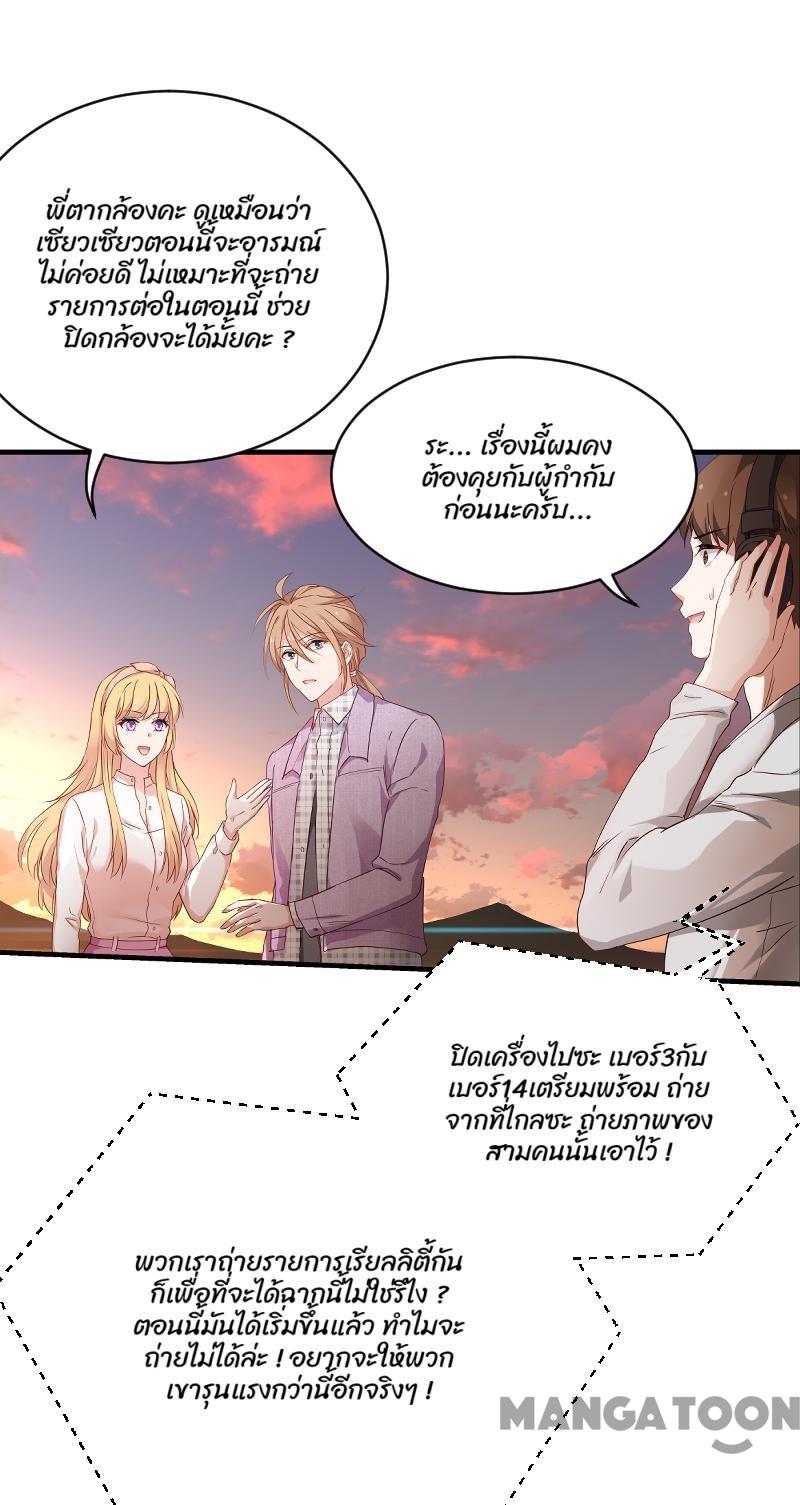 พี่ตากล้องคะ ดูเหมือนว่า
เซียวเซียวตอนนี้จะอารมณ์
ไม่ค่อยดี ไม่เหมาะที่จะถ่าย
รายการต่อในตอนนี้ ช่วย
ปิดกล้องจะได้มั้ยคะ ?
ระ... เรื่องนี้ผมคง
ต้องคุยกับผู้กำกับ
ก่อนนะครับ...
ปิดเครื่องไปซะ เบอร์3กับ
เบอร์14เตรียมพร้อม ถ่าย
จากที่ไกลซะ ถ่ายภาพของ
สามคนนั้นเอาไว้ !
พวกเราถ่ายรายการเรียลลิตี้กัน
ก็เพื่อที่จะได้ฉากนี้ไม่ใช่รึไง ?
ตอนนี้มันได้เริ่มขึ้นแล้ว ทำไมจะ
ถ่ายไม่ได้ล่ะ ! อยากจะให้พวก
เขารุนแรงกว่านี้อีกจริงๆ !
MANGATOON